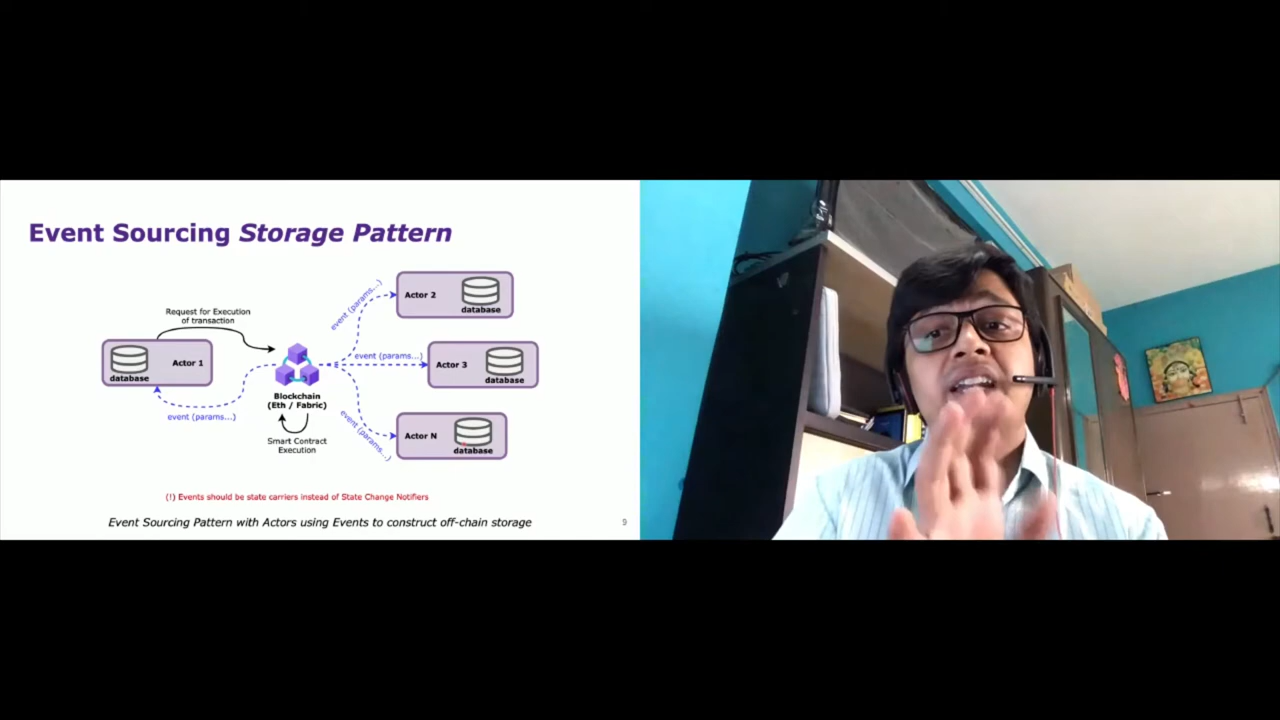 Event Sourcing Storage Pattern
Request for Execution
of transaction
database
Actor 1
event (params...)
Blockchain
(Eth / Fabric)
Smart Contract
Execution
event (params...)
Actor 2
database
event (params...)
Actor 3
database
event (params...)
Actor N
database
(!) Events should be state carriers instead of State Change Notifiers
Event Sourcing Pattern with Actors using Events to construct off-chain storage
9